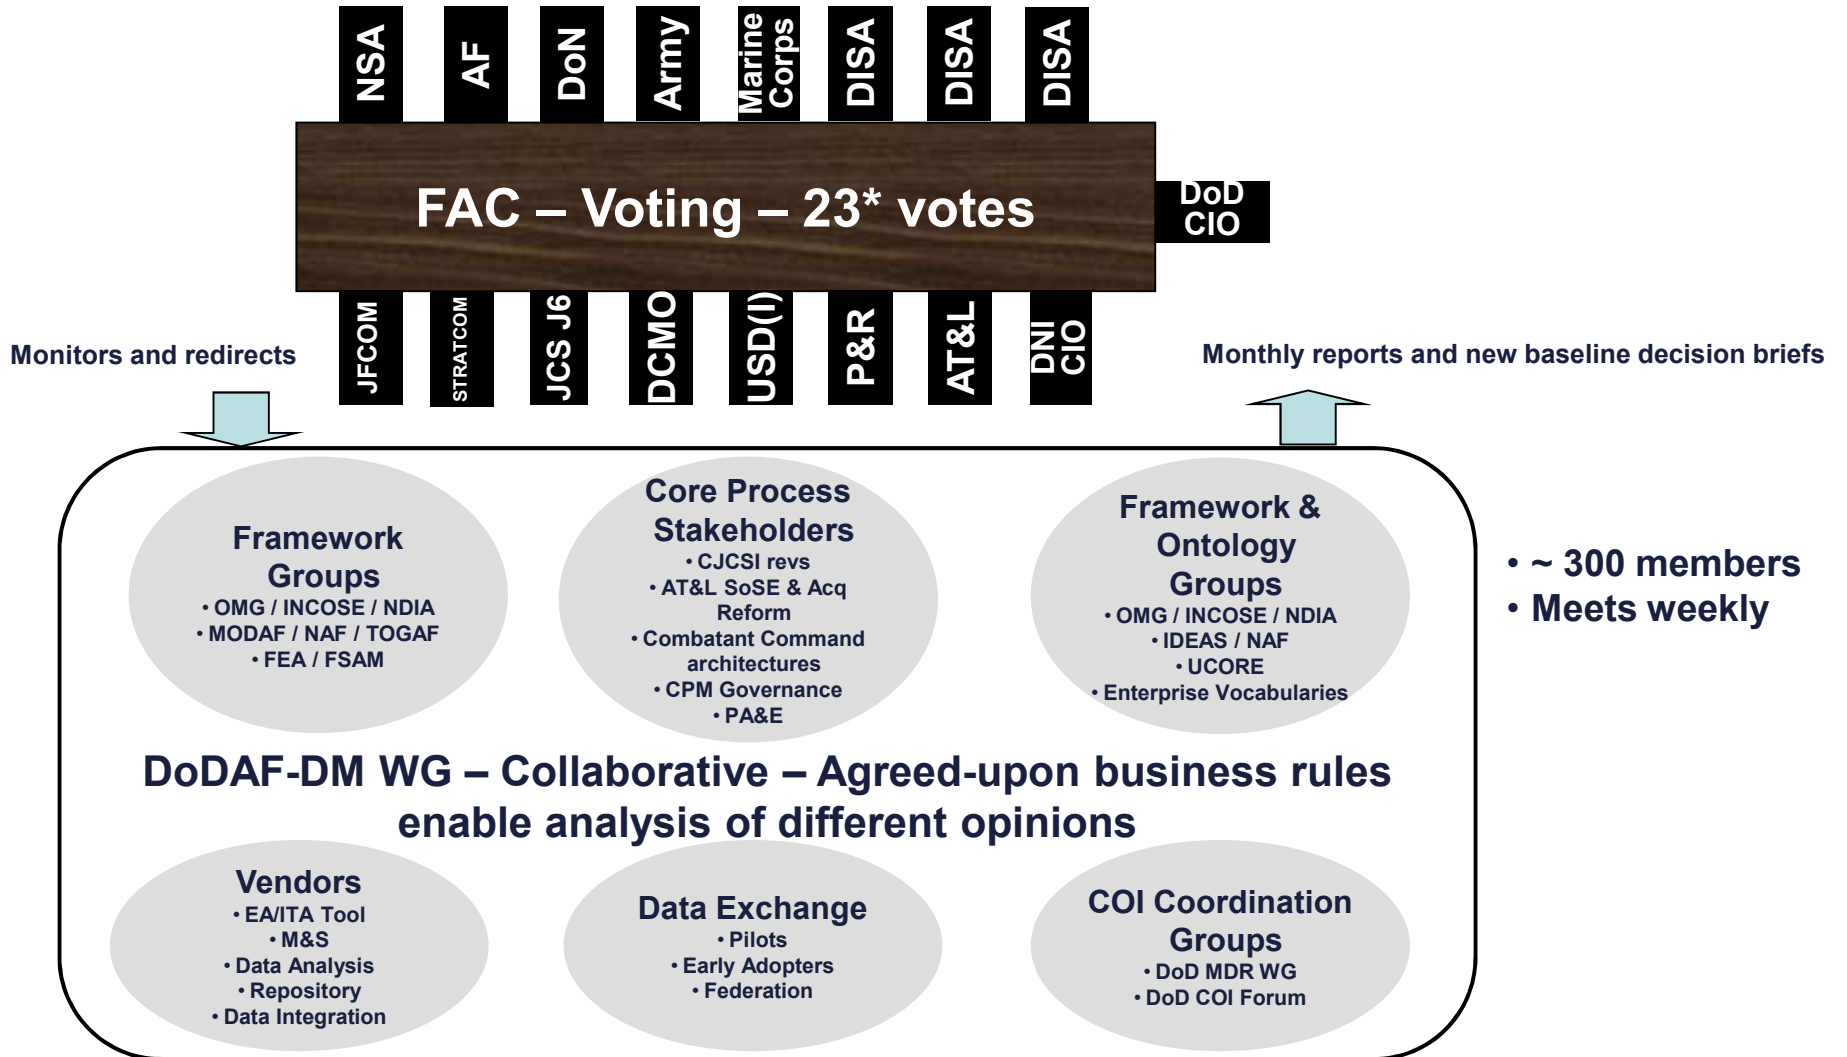 NSA
AF
DoN
Army
Marine
Corps
DISA
DISA
DISA
FAC – Voting – 23* votes
DoD
CIO
JFCOM
STRATCOM
JCS J6
DCMO
USD(I)
P&R
AT&L
DNI
CIO
Monitors and redirects
Monthly reports and new baseline decision briefs
Framework
Groups
• OMG / INCOSE / NDIA
• MODAF / NAF / TOGAF
• FEA / FSAM
Core Process
Stakeholders
• CJCSI revs
• AT&L SoSE & Acq
Reform
• Combatant Command
architectures
• CPM Governance
• PA&E
Framework &
Ontology
Groups
• OMG / INCOSE / NDIA
• IDEAS / NAF
• UCORE
• Enterprise Vocabularies
• ~ 300 members
• Meets weekly
DoDAF-DM WG – Collaborative – Agreed-upon business rules
enable analysis of different opinions
Vendors
• EA/ITA Tool
• M&S
• Data Analysis
• Repository
• Data Integration
Data Exchange
• Pilots
• Early Adopters
• Federation
COI Coordination
Groups
• DoD MDR WG
• DoD COI Forum